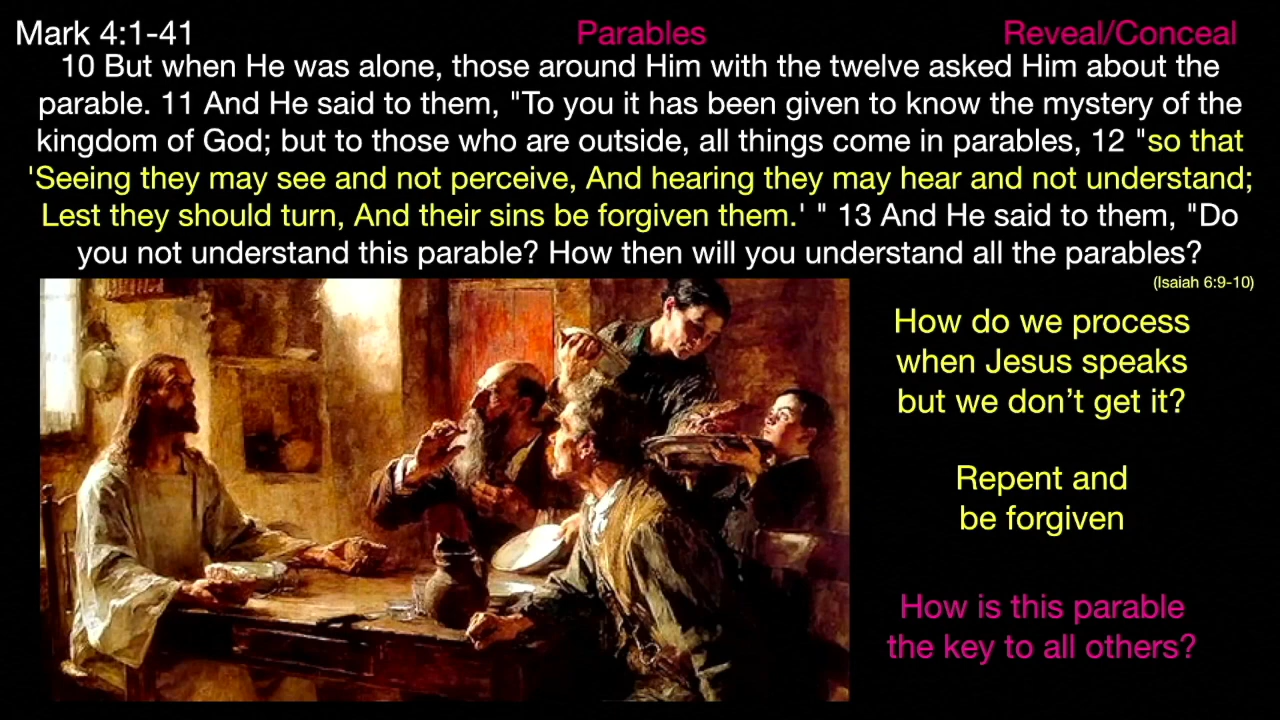 Mark 4:1-41
Parables
Reveal/Conceal
10 But when He was alone, those around Him with the twelve asked Him about the
parable. 11 And He said to them, "To you it has been given to know the mystery of the
kingdom of God; but to those who are outside, all things come in parables, 12 "so that
'Seeing they may see and not perceive, And hearing they may hear and not understand;
Lest they should turn, And their sins be forgiven them.' " 13 And He said to them, "Do
you not understand this parable? How then will you understand all the parables?
(Isaiah 6:9-10)
How do we process
when Jesus speaks
but we don’t get it?
Repent and
be forgiven
How is this parable
the key to all others?